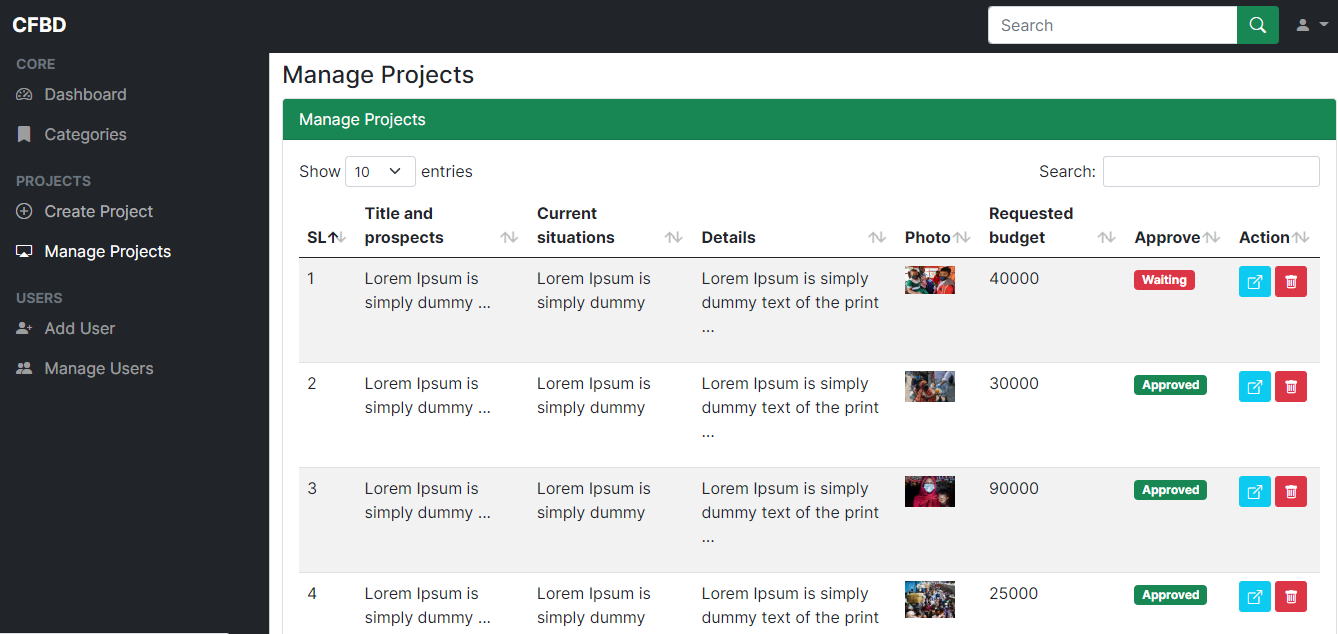 CFBD
Search
CORE
Dashboard
Categories
PROJECTS
Create Project
Manage Projects
USERS
Add User
Manage Users
Manage Projects
Manage Projects
Show 10 entries
Search:
SL Title and prospects Current situations Details Photo Requested budget Approve Action
1 Lorem Ipsum is simply dummy ... Lorem Ipsum is simply dummy Lorem Ipsum is simply dummy text of the print ... 40000 Waiting
2 Lorem Ipsum is simply dummy ... Lorem Ipsum is simply dummy Lorem Ipsum is simply dummy text of the print ... 30000 Approved
3 Lorem Ipsum is simply dummy ... Lorem Ipsum is simply dummy Lorem Ipsum is simply dummy text of the print ... 90000 Approved
4 Lorem Ipsum is simply dummy ... Lorem Ipsum is simply dummy Lorem Ipsum is simply dummy text of the print 25000 Approved